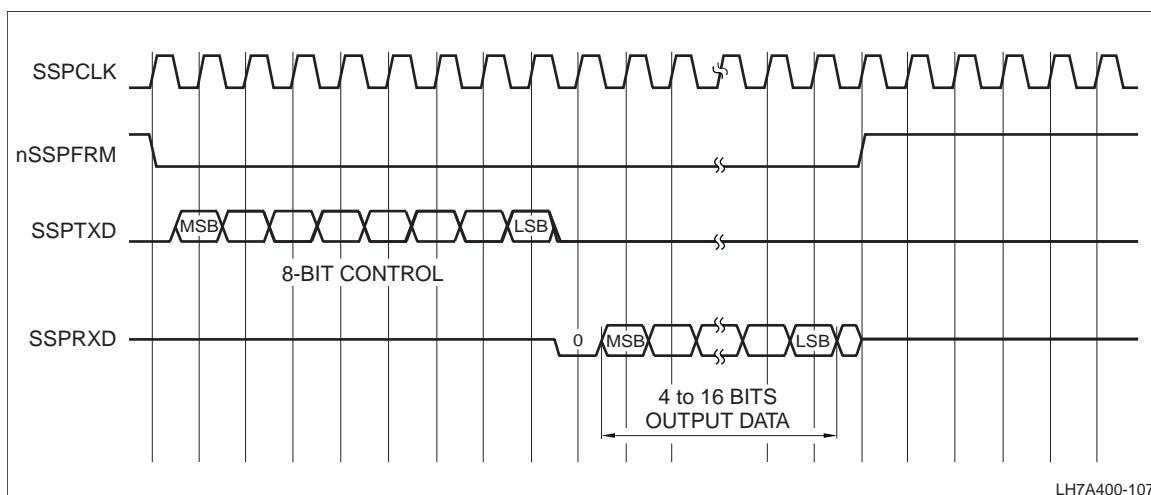 SSPCLK
nSSPFRM
SSPTXD
MSB
LSB
8-BIT CONTROL
SSPRXD
0
MSB
LSB
4 to 16 BITS
OUTPUT DATA
LH7A400-107